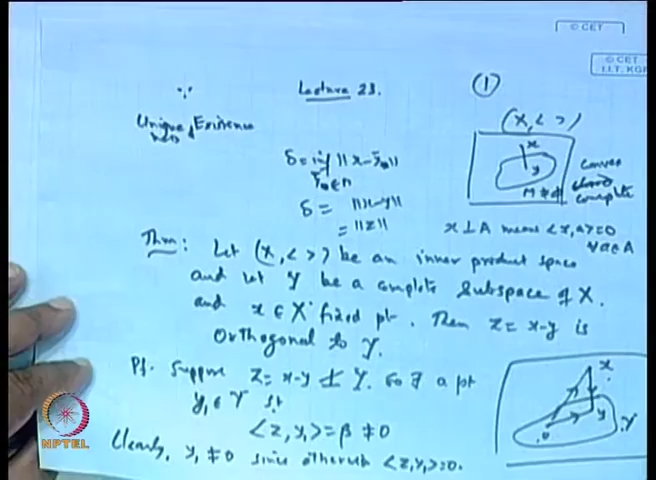 © CET
© CET
I.I.T. KGP
Lecture 23.
①
Uniqueness & Existence
(X, < >)
x
y
M ≠ φ
Convex
complete
δ = inf ||x - ỹ||
ỹ ∈ M
δ = ||x-y||
= ||z||
x ⊥ A means <x,a>=0
∀ a ∈ A
Thm: Let (X, < >) be an inner product space
and let Y be a complete subspace of X.
and x ∈ X fixed pt. Then z = x-y is
Orthogonal to Y.
Pf. Suppose z = x-y ⊥̸ Y. So ∃ a pt
y₁ ∈ Y st
<z, y₁> = β ≠ 0
Clearly, y₁ ≠ 0 since otherwise <z, y₁> = 0.
x
y
Y
0
NPTEL